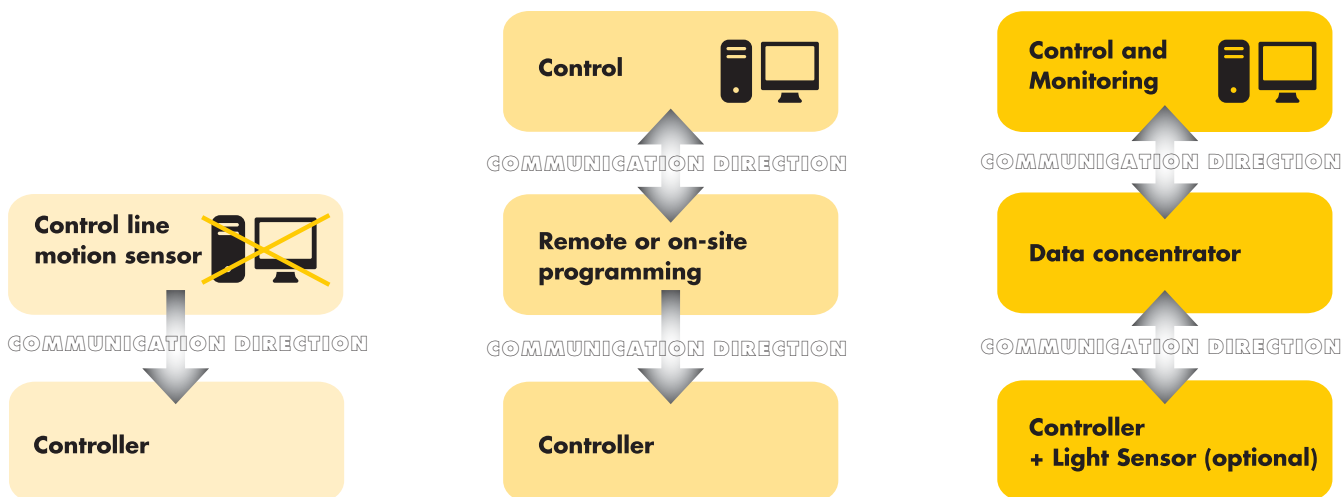 Control line
motion sensor
COMMUNICATION DIRECTION
Controller
Control
COMMUNICATION DIRECTION
Remote or on-site
programming
COMMUNICATION DIRECTION
Controller
Control and
Monitoring
COMMUNICATION DIRECTION
Data concentrator
COMMUNICATION DIRECTION
Controller
+ Light Sensor (optional)